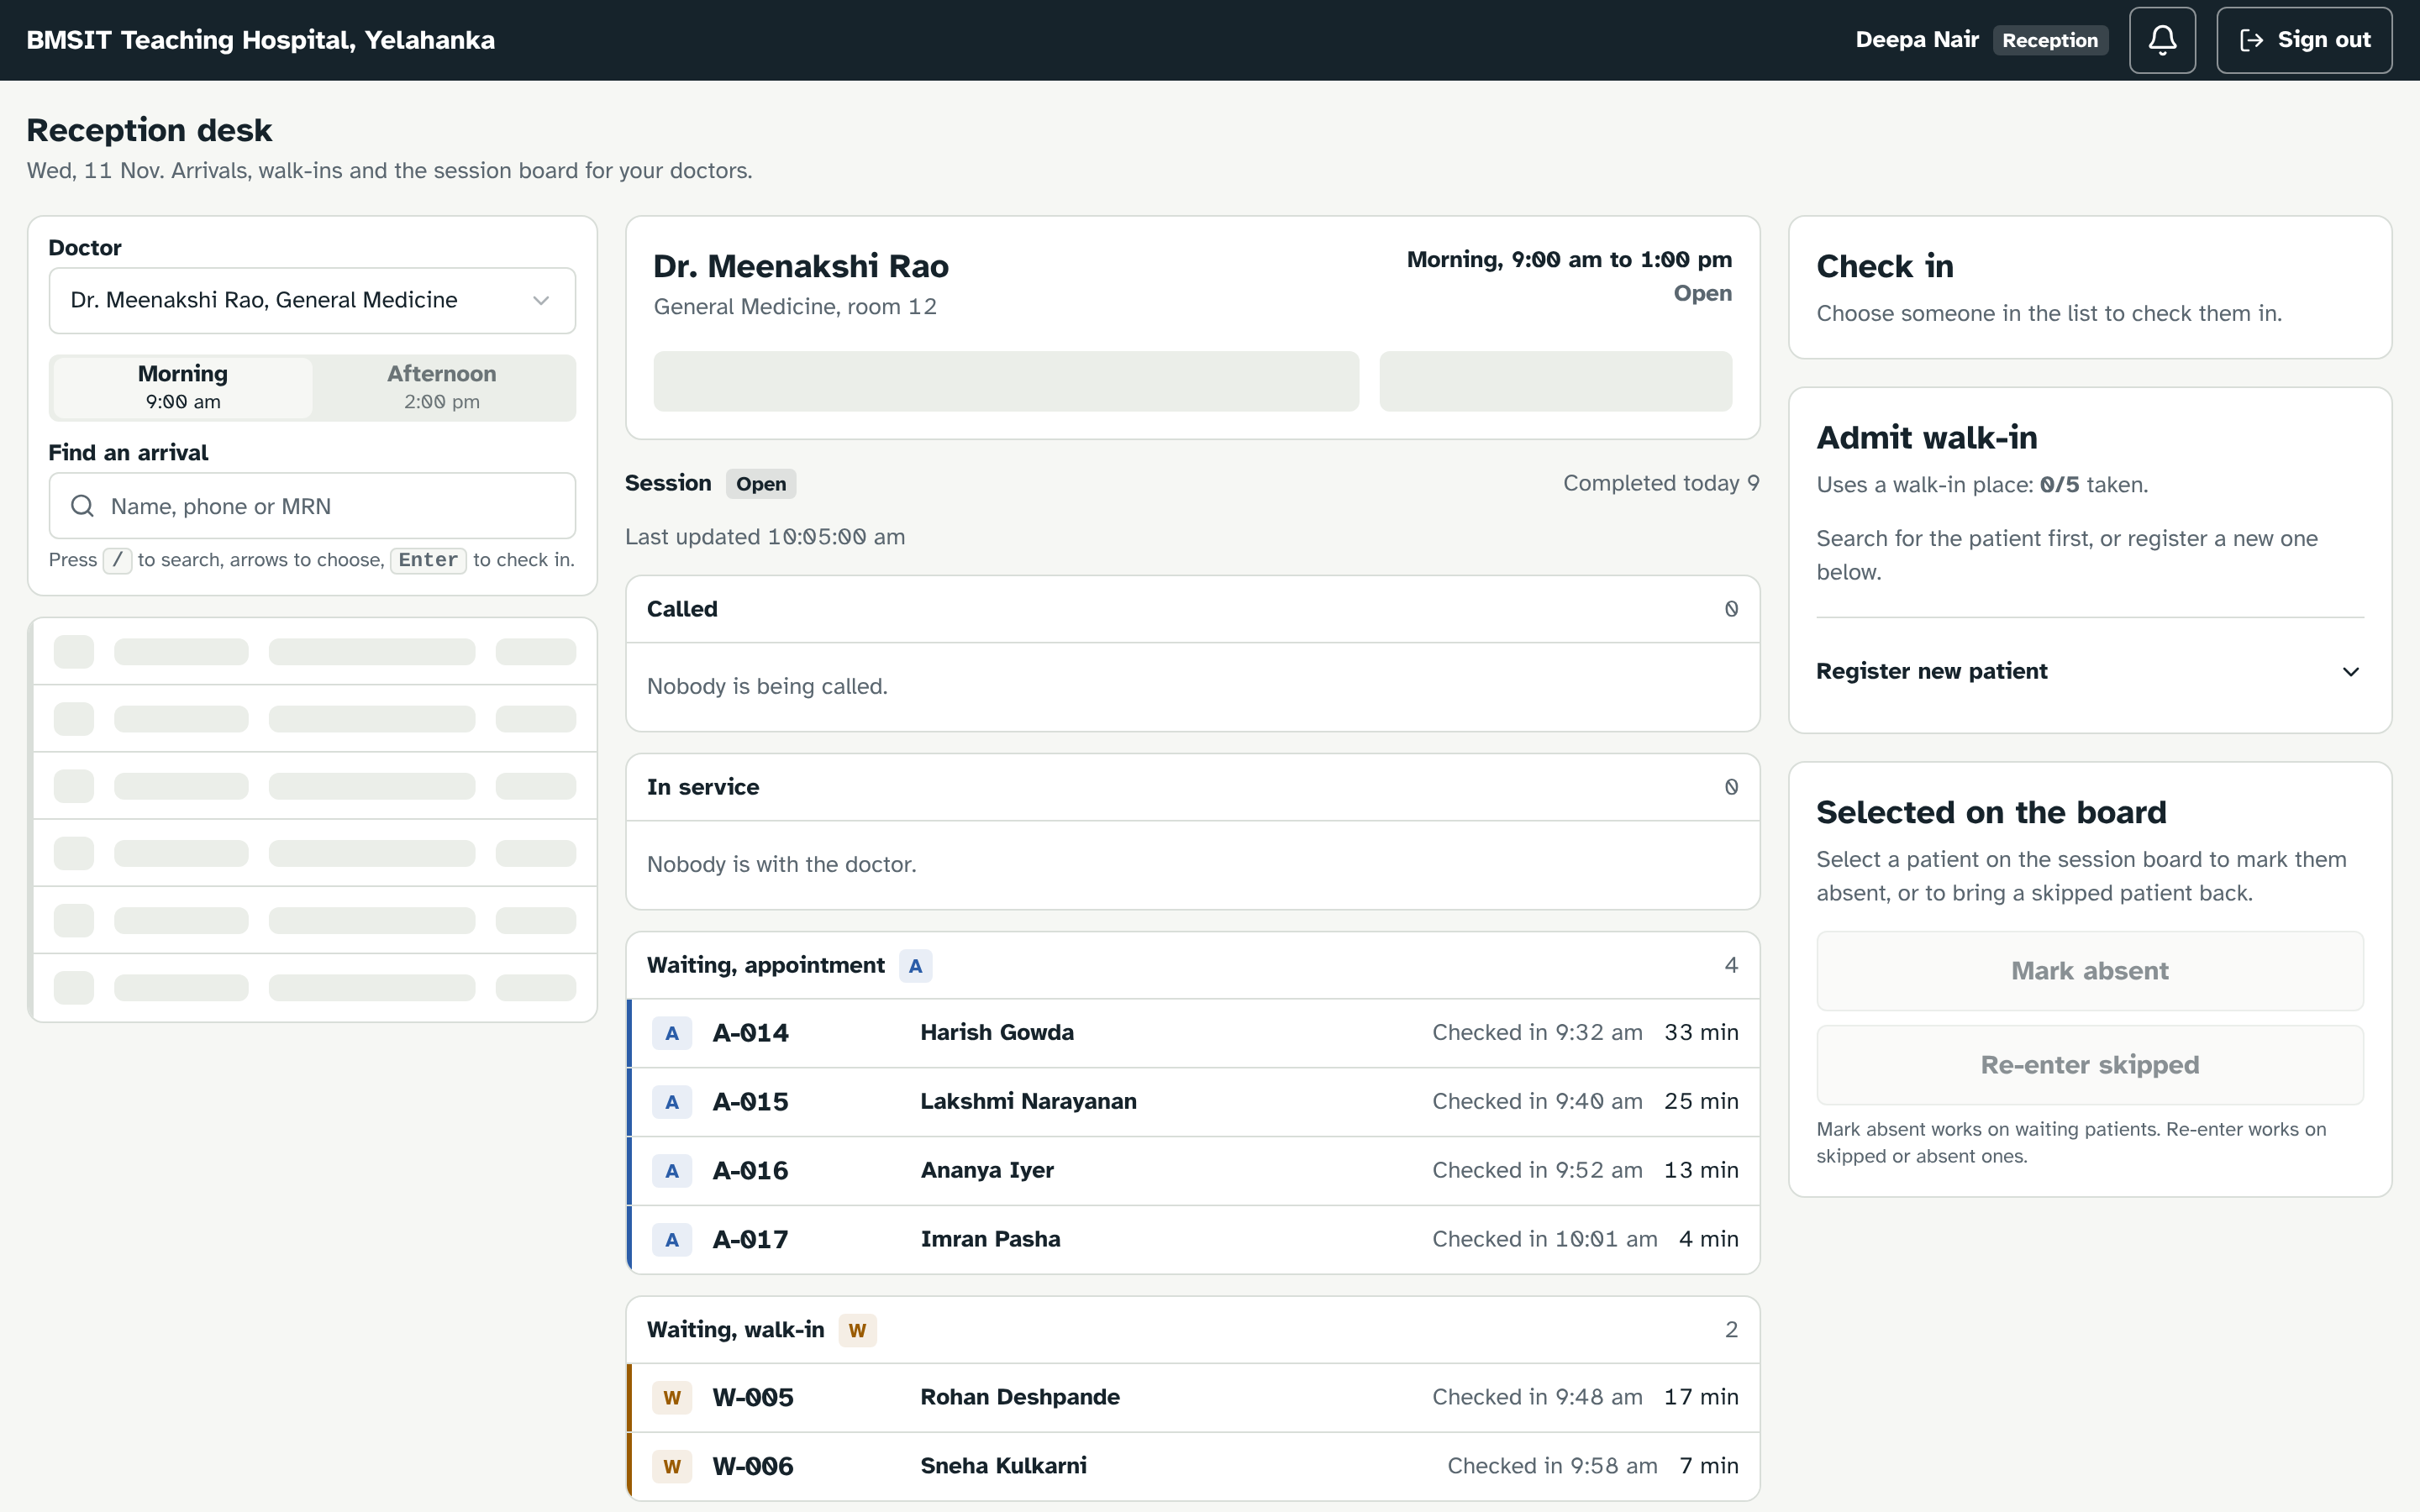 BMSIT Teaching Hospital, Yelahanka
Deepa Nair Reception Sign out
Reception desk
Wed, 11 Nov. Arrivals, walk-ins and the session board for your doctors.
Doctor
Dr. Meenakshi Rao, General Medicine
Morning
9:00 am
Afternoon
2:00 pm
Find an arrival
Name, phone or MRN
Press / to search, arrows to choose, Enter to check in.
Dr. Meenakshi Rao
General Medicine, room 12
Morning, 9:00 am to 1:00 pm
Open
Session Open
Completed today 9
Last updated 10:05:00 am
Called 0
Nobody is being called.
In service 0
Nobody is with the doctor.
Waiting, appointment A 4
A A-014 Harish Gowda Checked in 9:32 am 33 min
A A-015 Lakshmi Narayanan Checked in 9:40 am 25 min
A A-016 Ananya Iyer Checked in 9:52 am 13 min
A A-017 Imran Pasha Checked in 10:01 am 4 min
Waiting, walk-in W 2
W W-005 Rohan Deshpande Checked in 9:48 am 17 min
W W-006 Sneha Kulkarni Checked in 9:58 am 7 min
Check in
Choose someone in the list to check them in.
Admit walk-in
Uses a walk-in place: 0/5 taken.
Search for the patient first, or register a new one
below.
Register new patient
Selected on the board
Select a patient on the session board to mark them
absent, or to bring a skipped patient back.
Mark absent
Re-enter skipped
Mark absent works on waiting patients. Re-enter works on
skipped or absent ones.